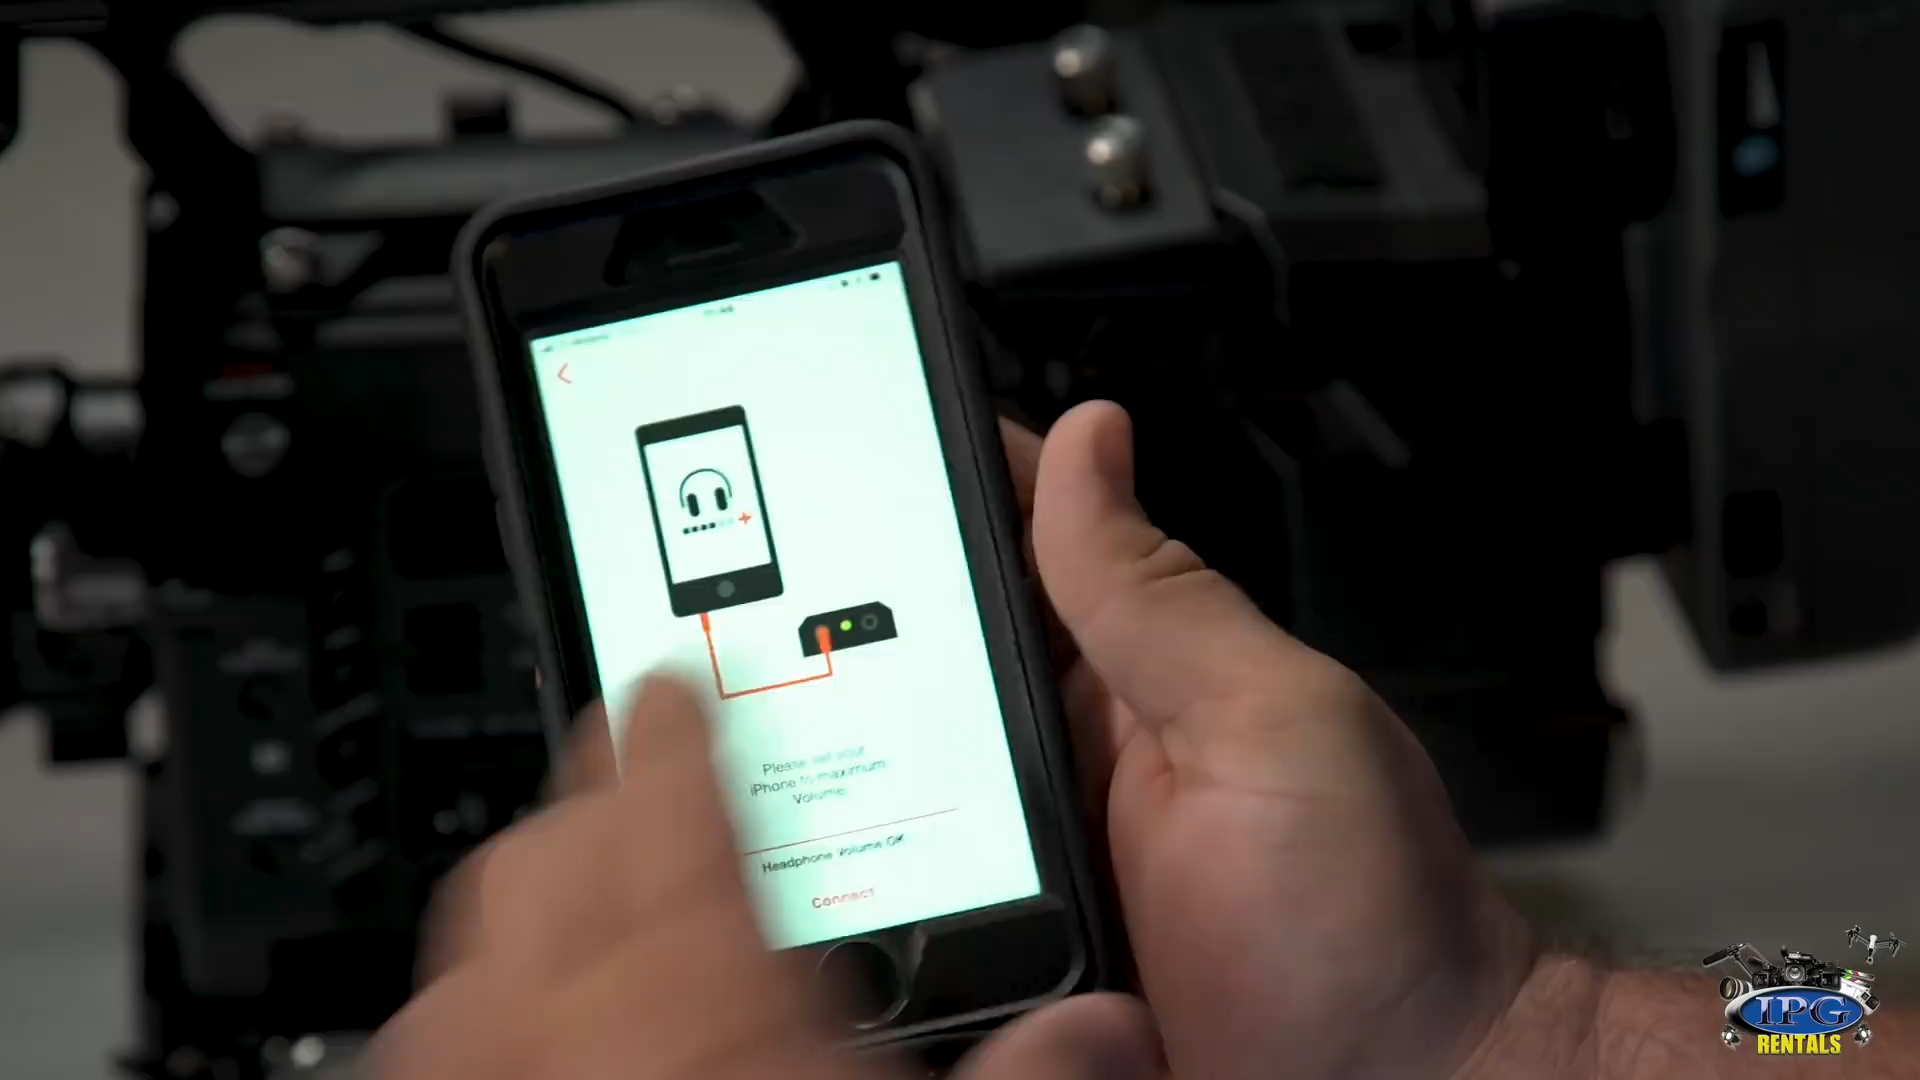 Please set your
iPhone to maximum
Volume.
Headphone Volume OK
Connect
IPG
RENTALS